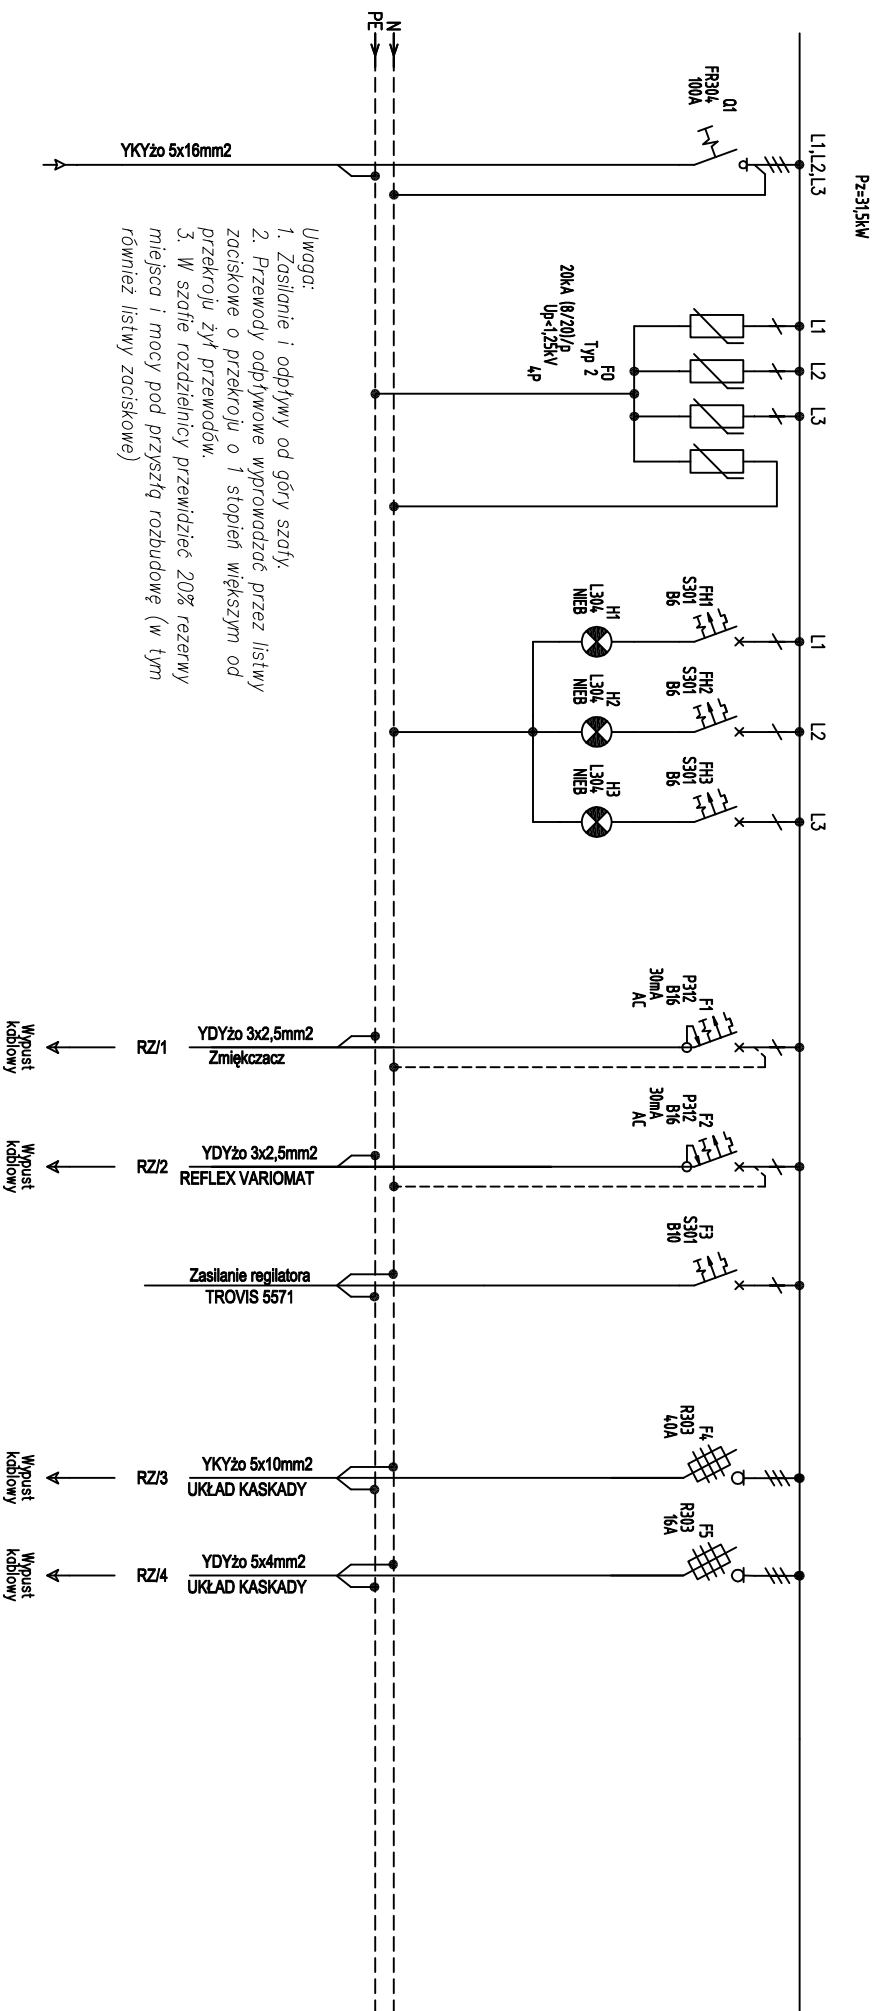 Pz=31,5kW
L1,L2,L3
Q1
FR304
100A
YKYżo 5x16mm2
N
PE
L1
L2
L3
F0
Typ 2
20kA (8/20)/p
Up<1,25kV
4P
L1
FH1
S301
B6
H1
L304
NIEB
L2
FH2
S301
B6
H2
L304
NIEB
L3
FH3
S301
B6
H3
L304
NIEB
Uwaga:
1. Zasilanie i odpływy od góry szafy.
2. Przewody odpływowe wyprowadzać przez listwy
zaciskowe o przekroju o 1 stopień większym od
przekroju żył przewodów.
3. W szafie rozdzielnicy przewidzieć 20% rezerwy
miejsca i mocy pod przyszłą rozbudowę (w tym
również listwy zaciskowe)
F1
P312
B16
30mA
AC
YDYżo 3x2,5mm2
Zmiękczacz
RZ/1
Wypust
kablowy
F2
P312
B16
30mA
AC
YDYżo 3x2,5mm2
REFLEX VARIOMAT
RZ/2
Wypust
kablowy
F3
S301
B10
Zasilanie regilatora
TROVIS 5571
F4
R303
40A
YKYżo 5x10mm2
UKŁAD KASKADY
RZ/3
Wypust
kablowy
F5
R303
16A
YDYżo 5x4mm2
UKŁAD KASKADY
RZ/4
Wypust
kablowy